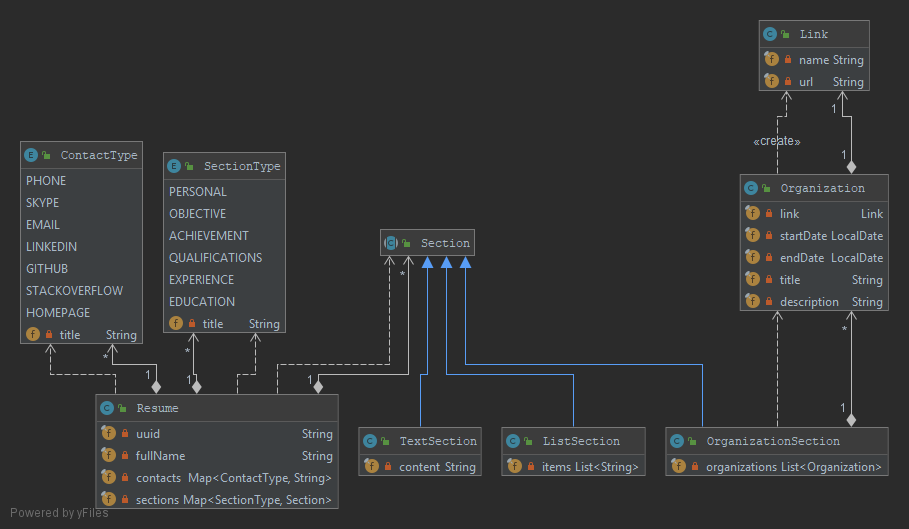 Link
name String
url String
1
1
«create»
ContactType
PHONE
SKYPE
EMAIL
LINKEDIN
GITHUB
STACKOVERFLOW
HOMEPAGE
title String
SectionType
PERSONAL
OBJECTIVE
ACHIEVEMENT
QUALIFICATIONS
EXPERIENCE
EDUCATION
title String
Section
Organization
link Link
startDate LocalDate
endDate LocalDate
title String
description String
*
1
*
1
*
1
*
1
Resume
uuid String
fullName String
contacts Map<ContactType, String>
sections Map<SectionType, Section>
TextSection
content String
ListSection
items List<String>
OrganizationSection
organizations List<Organization>
Powered by yFiles